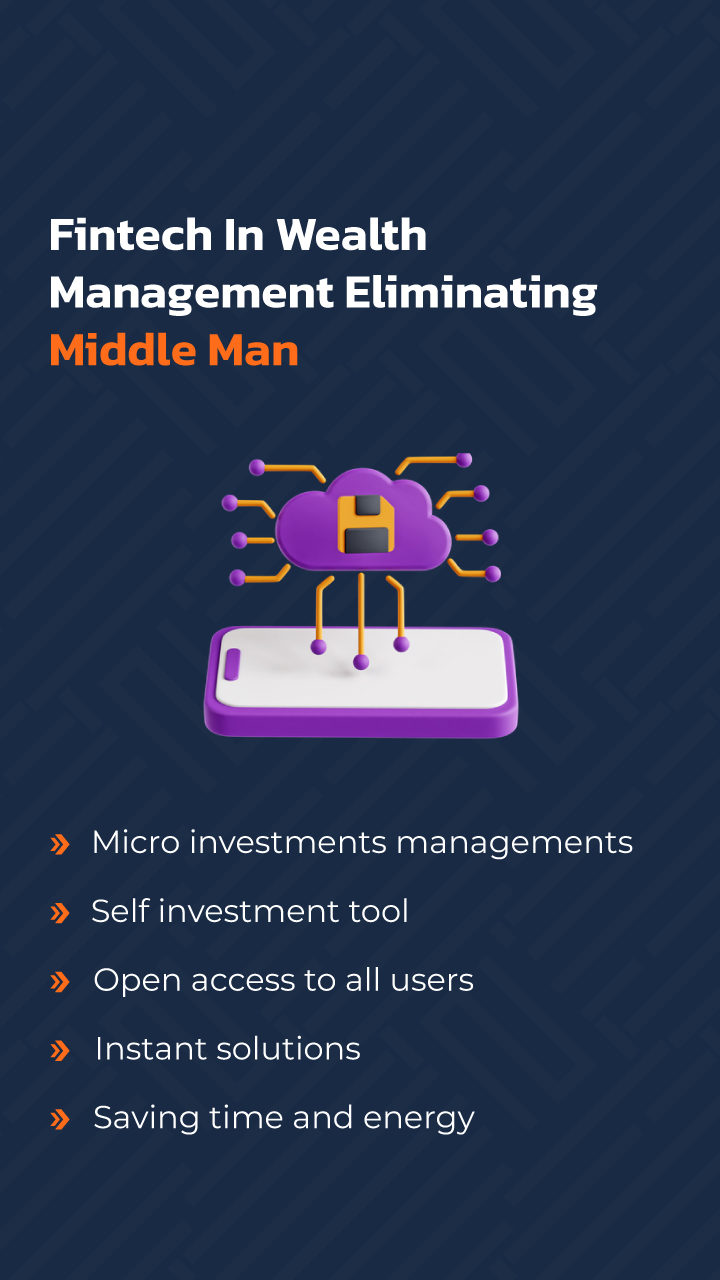 Fintech In Wealth
Management Eliminating
Middle Man
Micro investments managements
Self investment tool
Open access to all users
Instant solutions
Saving time and energy